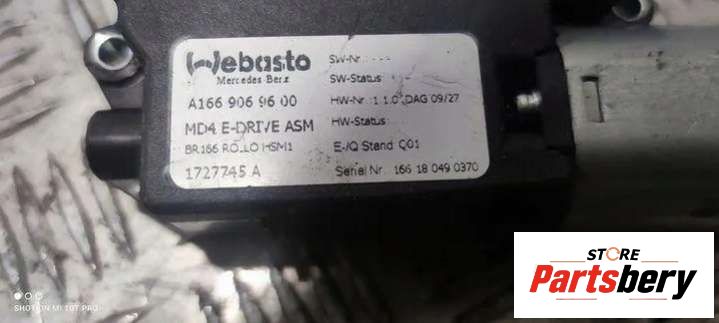 Webasto
Mercedes-Benz
A166 906 96 00
MD4 E-DRIVE ASM
BR166 ROLLO HSM1
1727745 A
SW-Nr.: ---
SW-Status:
HW-Nr.: 1 1.0 DAG 09/27
HW-Status:
E-/Q Stand Q01
Serial Nr.: 166 18 049 0370
SHOT ON MI 10T PRO
STORE
Partsbery